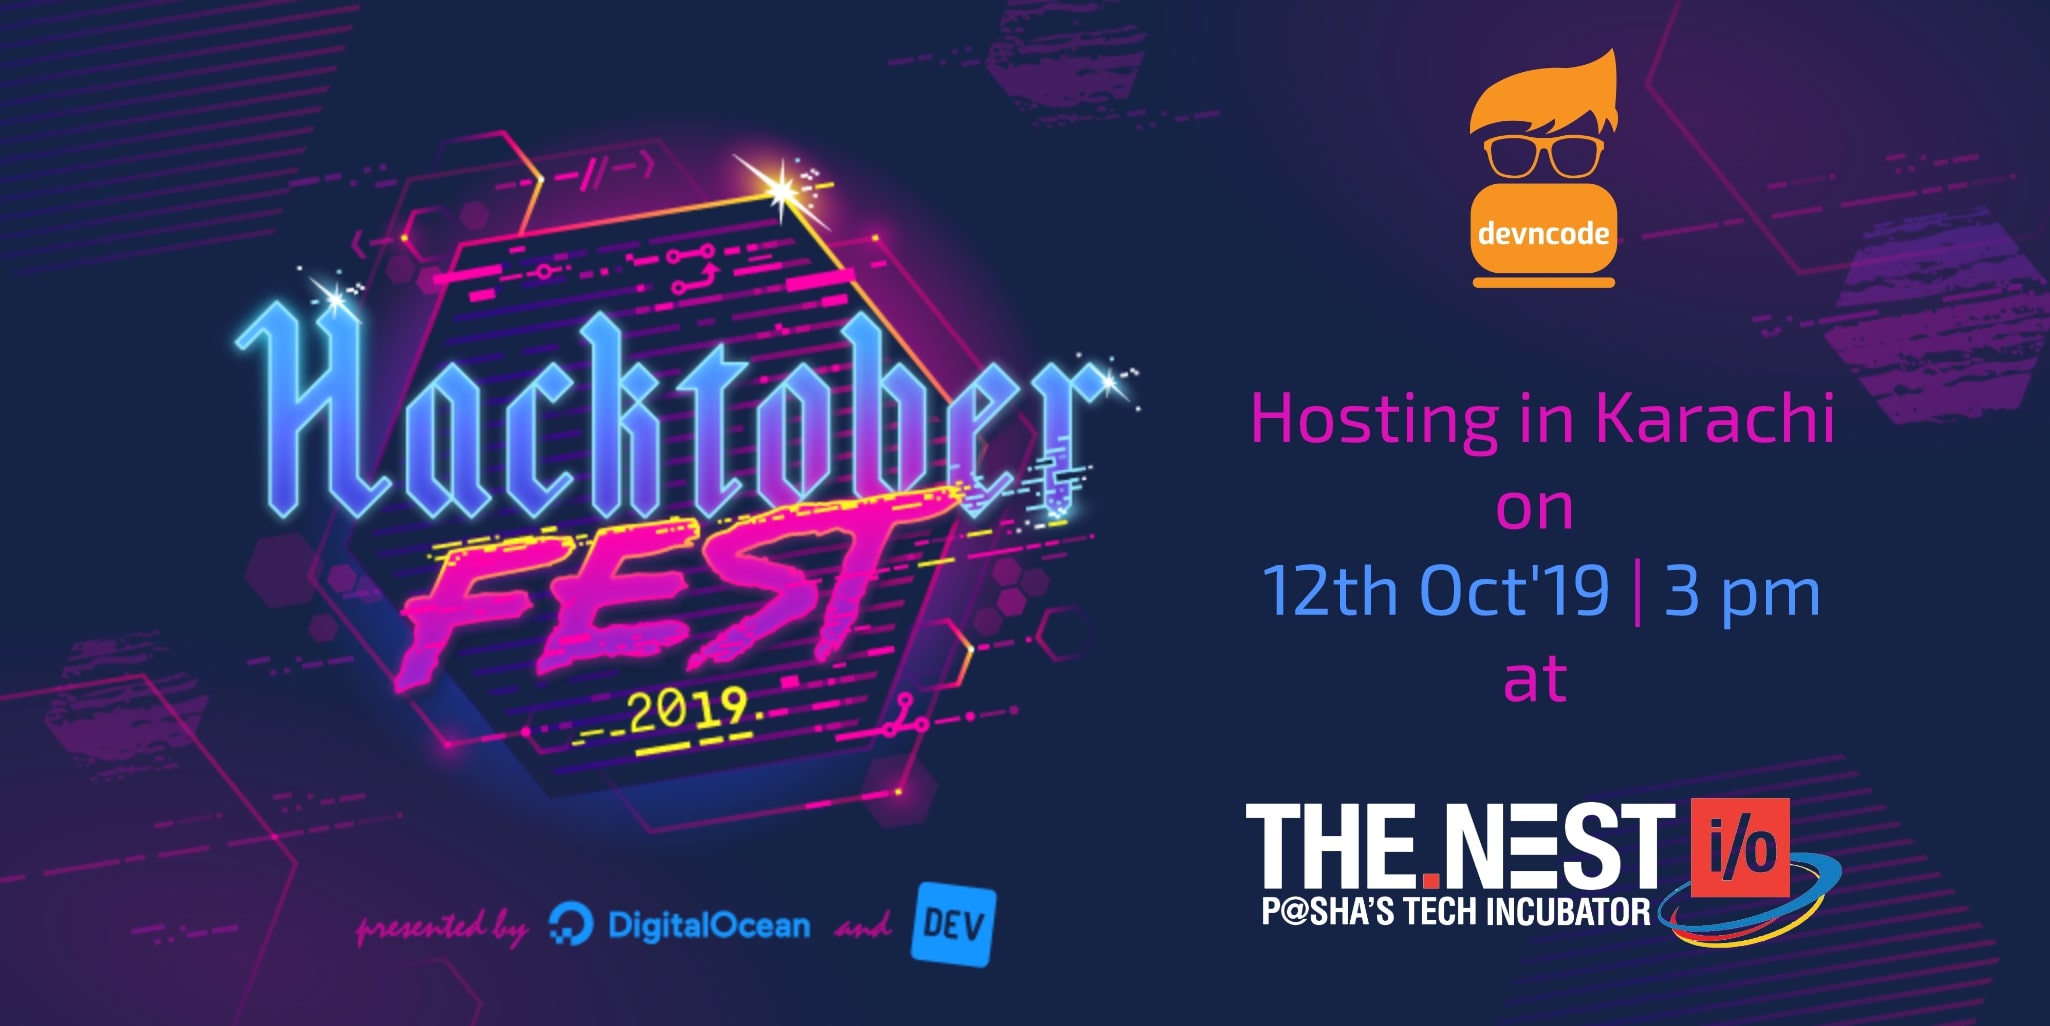 Hacktober
FEST
2019.
presented by DigitalOcean and DEV
devncode
Hosting in Karachi
on
12th Oct'19 | 3 pm
at
THE.NEST i/o
P@SHA'S TECH INCUBATOR